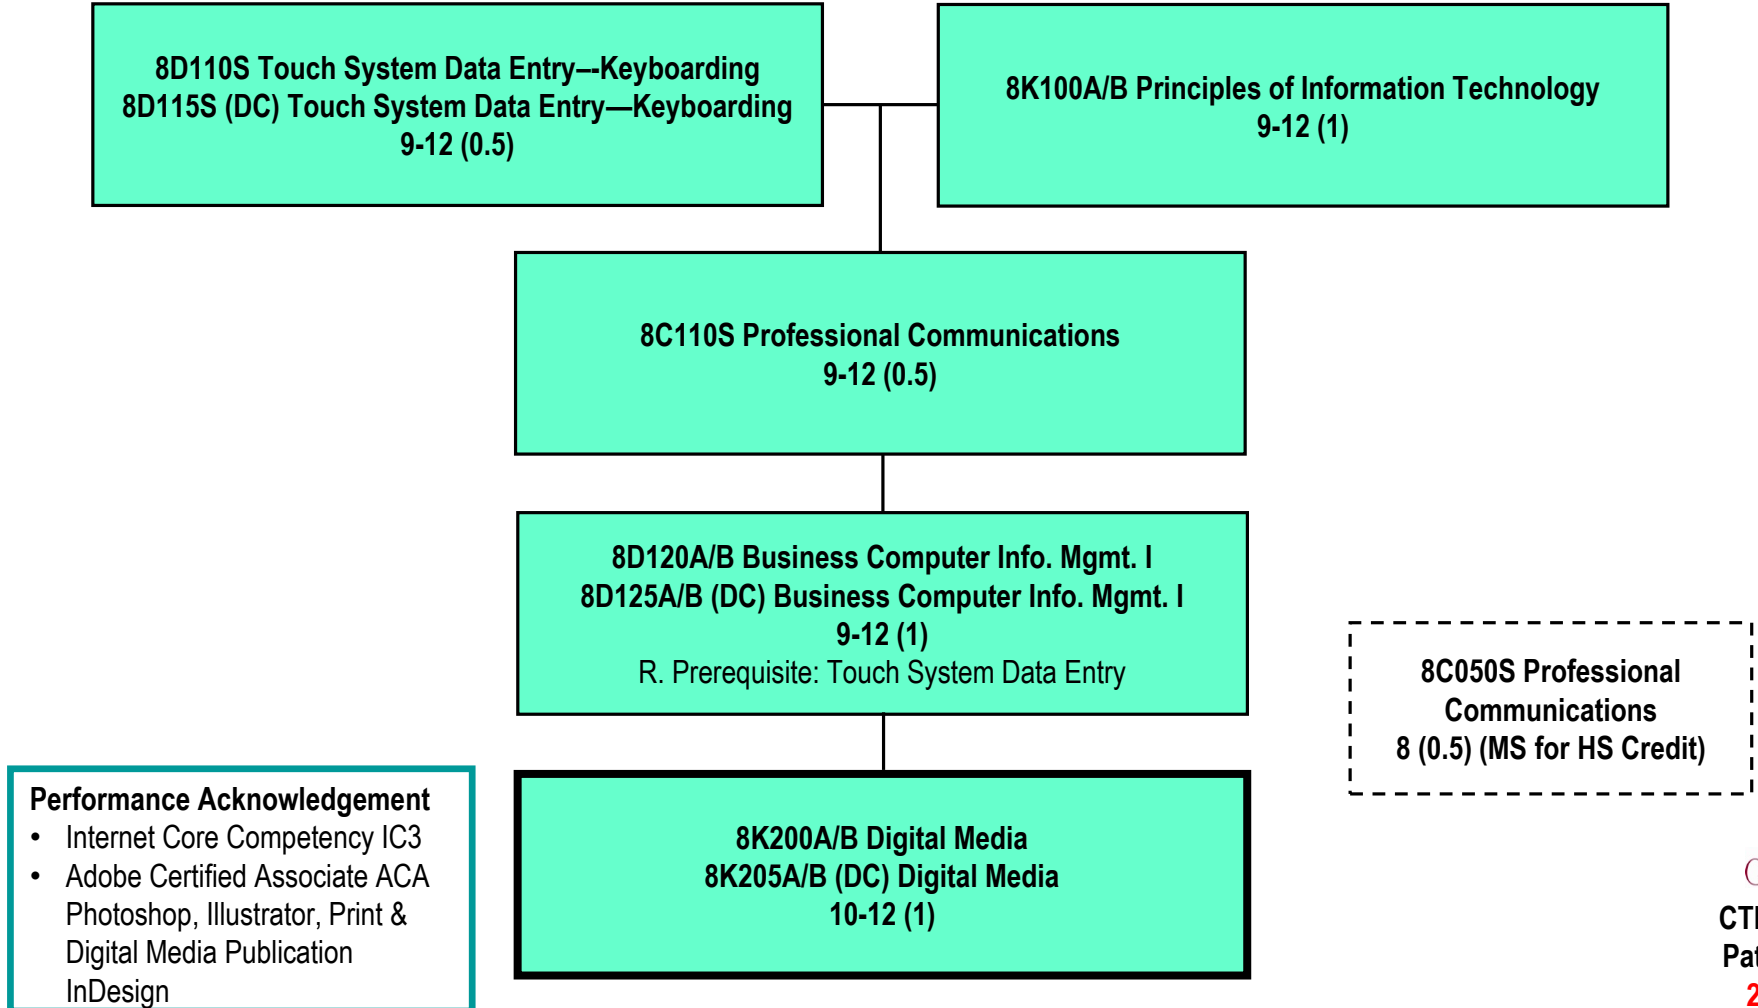 8D110S Touch System Data Entry–-Keyboarding
8D115S (DC) Touch System Data Entry—Keyboarding
9-12 (0.5)
8K100A/B Principles of Information Technology
9-12 (1)
8C110S Professional Communications
9-12 (0.5)
8D120A/B Business Computer Info. Mgmt. I
8D125A/B (DC) Business Computer Info. Mgmt. I
9-12 (1)
R. Prerequisite: Touch System Data Entry
8C050S Professional
Communications
8 (0.5) (MS for HS Credit)
Performance Acknowledgement
• Internet Core Competency IC3
• Adobe Certified Associate ACA
Photoshop, Illustrator, Print &
Digital Media Publication
InDesign
8K200A/B Digital Media
8K205A/B (DC) Digital Media
10-12 (1)